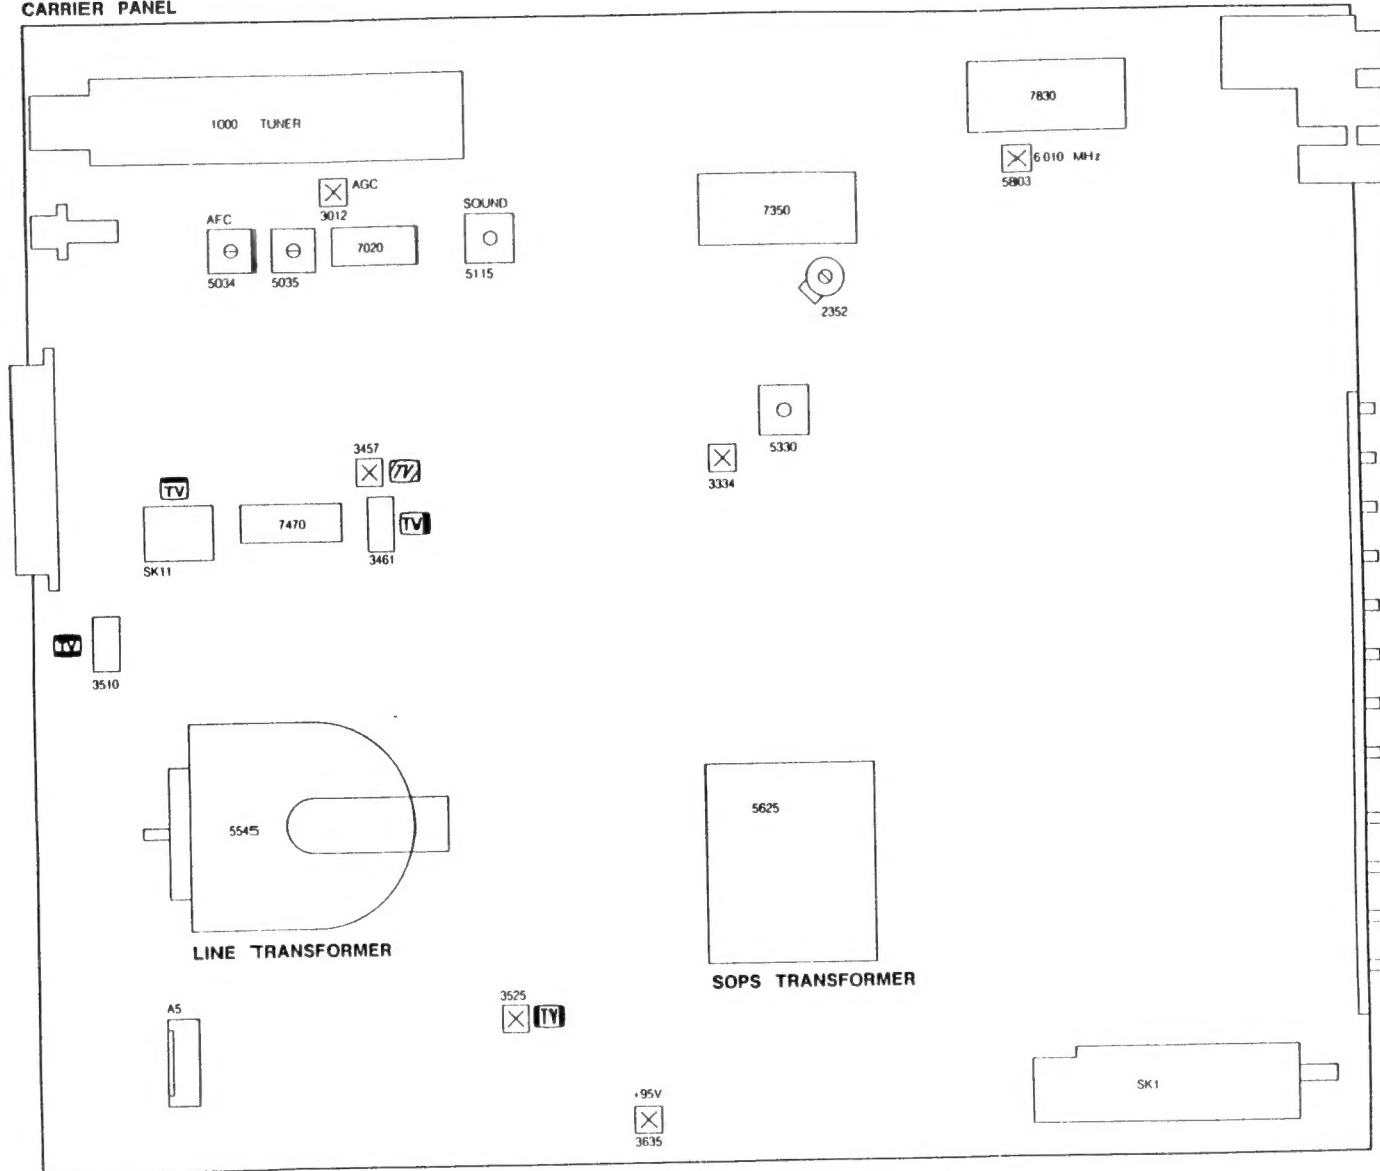 CARRIER PANEL
1000 TUNER
7830
6010 MHz
5803
AGC
3012
7350
SOUND
AFC
7020
5034
5035
5115
2352
5330
3457
TV
3334
TV
7470
TV
SK11
3461
TV
3510
5545
5625
LINE TRANSFORMER
SOPS TRANSFORMER
A5
3525
TV
SK1
+95V
3635